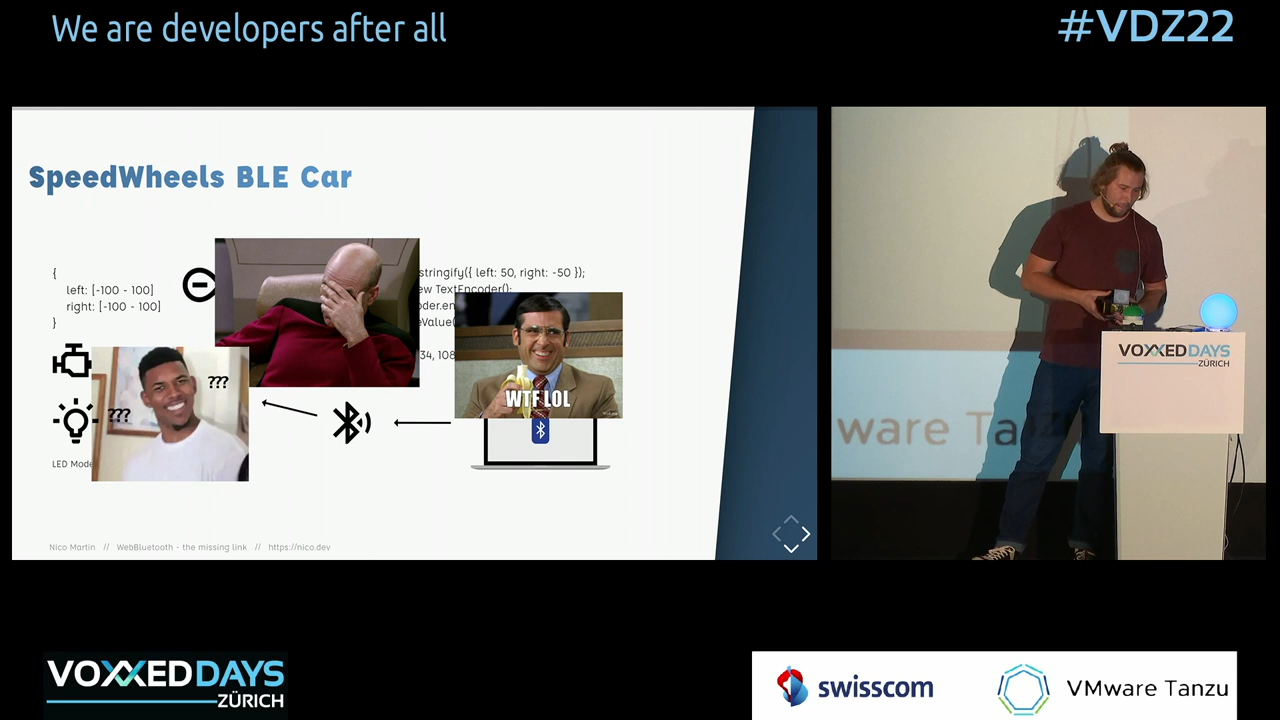 We are developers after all
#VDZ22
SpeedWheels BLE Car
{
left: [-100 - 100]
right: [-100 - 100]
}
stringify({ left: 50, right: -50 });
ew TextEncoder();
oder.en
eValue(
34, 108
???
???
WTF LOL
LED Mode
Nico Martin // WebBluetooth - the missing link // https://nico.dev
ware Ta
VOXXED DAYS
ZÜRICH
VOXXED DAYS
ZÜRICH
swisscom
VMware Tanzu